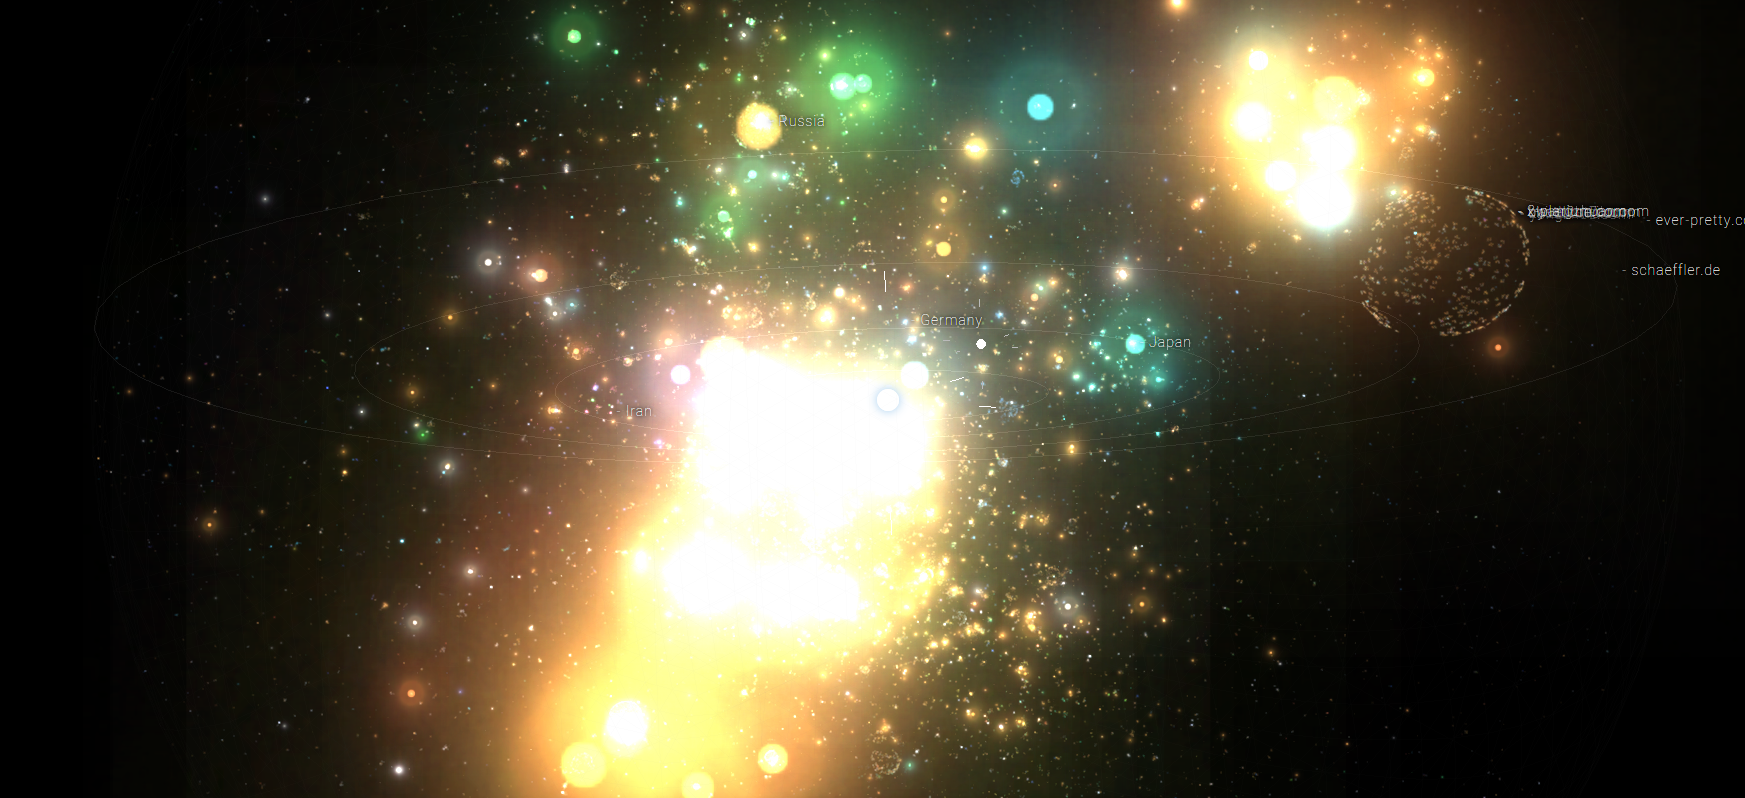 Russia
- ever-pretty.c
- schaeffler.de
Germany
Japan
- Iran